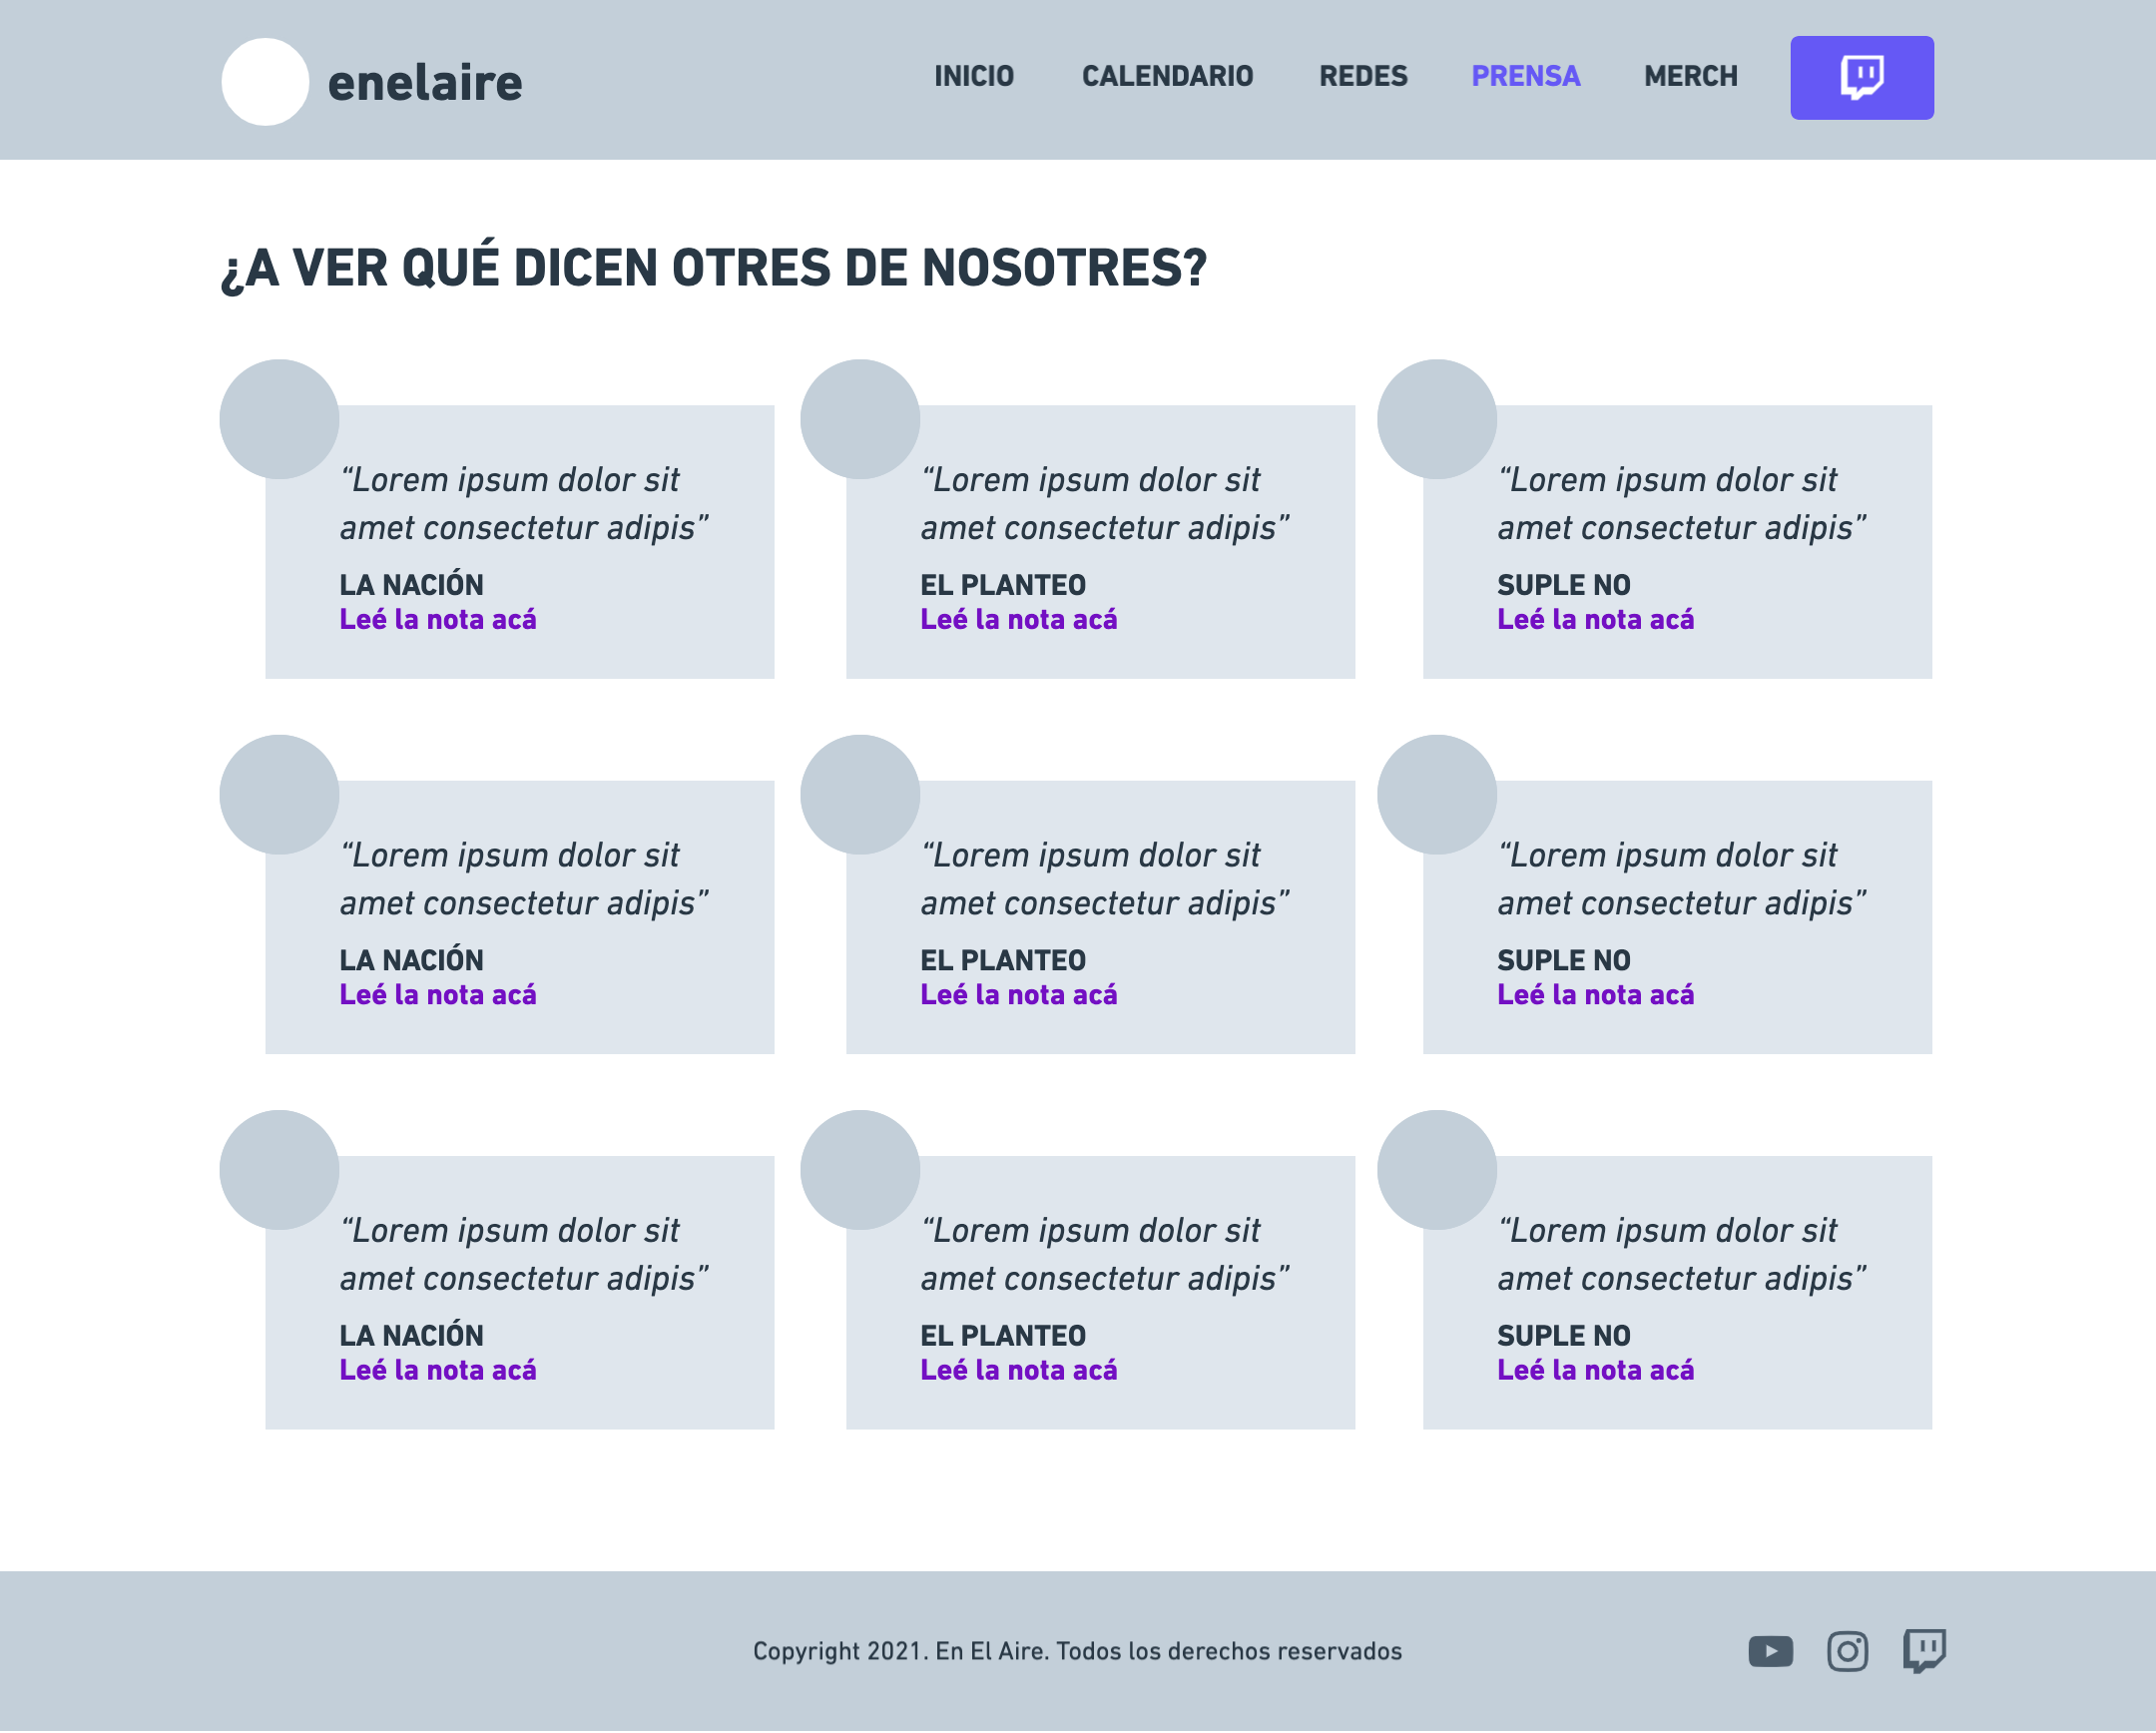 enelaire
INICIO CALENDARIO REDES PRENSA MERCH
¿A VER QUÉ DICEN OTRES DE NOSOTRES?
“Lorem ipsum dolor sit
amet consectetur adipis”
LA NACIÓN
Leé la nota acá
“Lorem ipsum dolor sit
amet consectetur adipis”
EL PLANTEO
Leé la nota acá
“Lorem ipsum dolor sit
amet consectetur adipis”
SUPLE NO
Leé la nota acá
“Lorem ipsum dolor sit
amet consectetur adipis”
LA NACIÓN
Leé la nota acá
“Lorem ipsum dolor sit
amet consectetur adipis”
EL PLANTEO
Leé la nota acá
“Lorem ipsum dolor sit
amet consectetur adipis”
SUPLE NO
Leé la nota acá
“Lorem ipsum dolor sit
amet consectetur adipis”
LA NACIÓN
Leé la nota acá
“Lorem ipsum dolor sit
amet consectetur adipis”
EL PLANTEO
Leé la nota acá
“Lorem ipsum dolor sit
amet consectetur adipis”
SUPLE NO
Leé la nota acá
Copyright 2021. En El Aire. Todos los derechos reservados